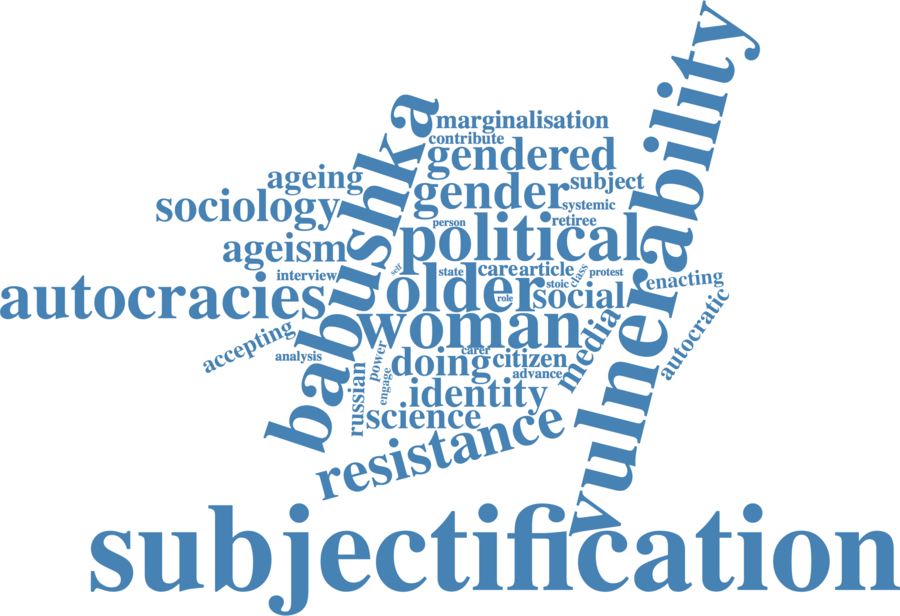 vulnerability
babushka
marginalisation
contribute
gendered
ageing
gender
subject
sociology
systemic
person
retiree
political
ageism
self
state
care
article
class
protest
interview
stoic
enacting
older
role
social
autocracies
woman
media
autocratic
accepting
analysis
power
doing
carer
citizen
advance
engage
russian
identity
science
resistance
subjectification